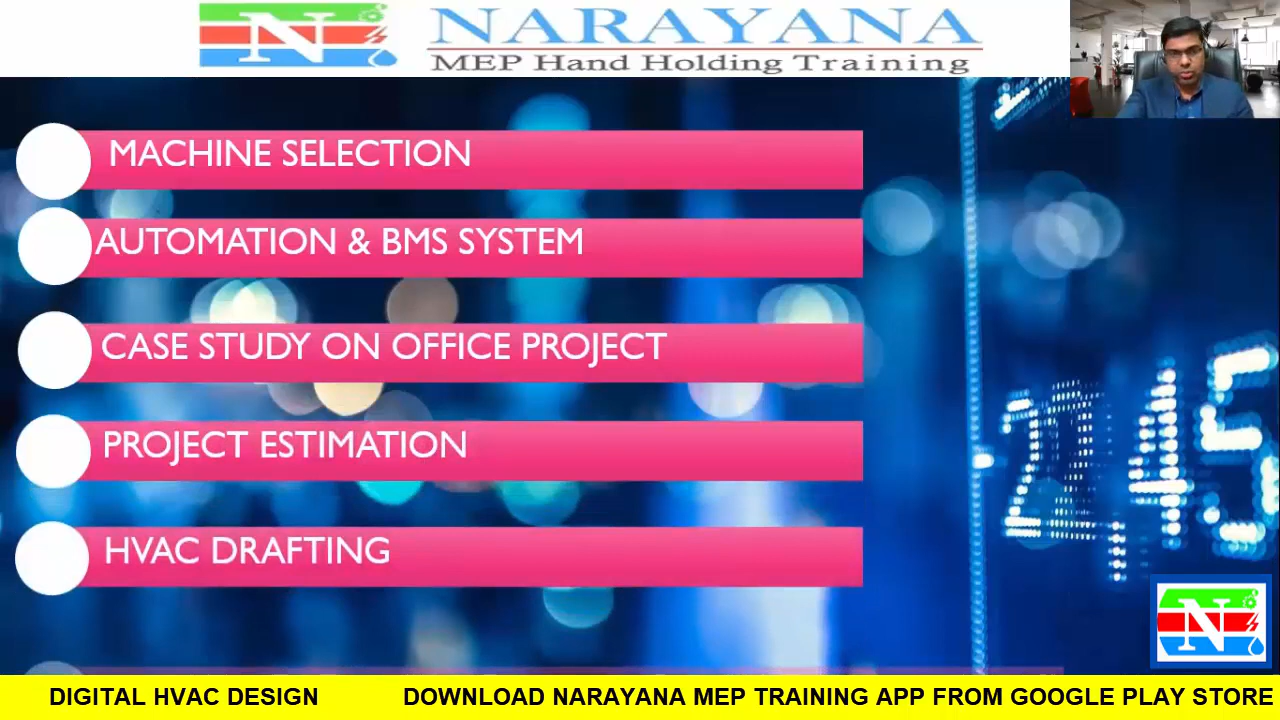 N
NARAYANA
MEP Hand Holding Training
MACHINE SELECTION
AUTOMATION & BMS SYSTEM
CASE STUDY ON OFFICE PROJECT
PROJECT ESTIMATION
HVAC DRAFTING
45
N
DIGITAL HVAC DESIGN
DOWNLOAD NARAYANA MEP TRAINING APP FROM GOOGLE PLAY STORE